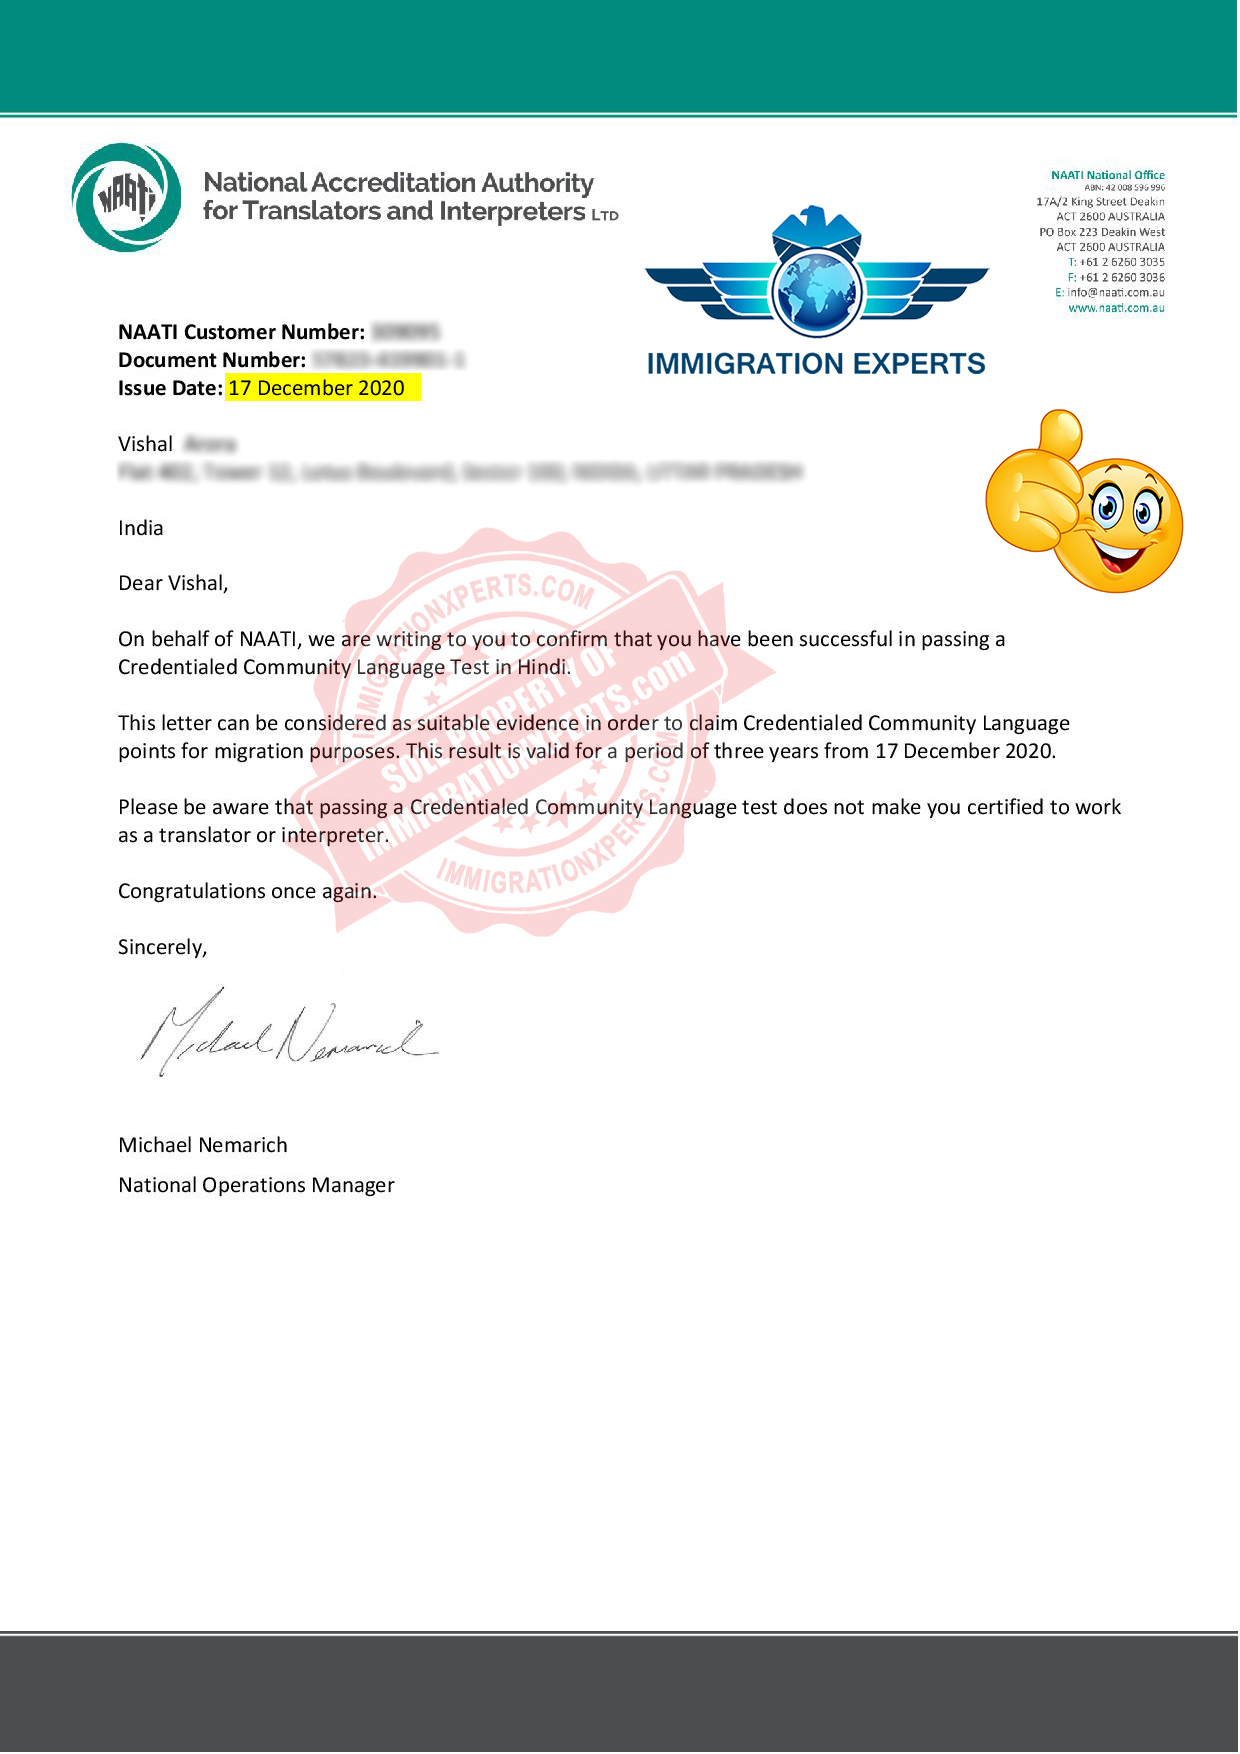 NAATI
National Accreditation Authority
for Translators and Interpreters LTD
NAATI National Office
ABN: 42 008 596 996
17A/2 King Street Deakin
ACT 2600 AUSTRALIA
PO Box 223 Deakin West
ACT 2600 AUSTRALIA
T: +61 2 6260 3035
F: +61 2 6260 3036
E: info@naati.com.au
www.naati.com.au
IMMIGRATION EXPERTS
NAATI Customer Number:
Document Number:
Issue Date: 17 December 2020
Vishal
India
Dear Vishal,
On behalf of NAATI, we are writing to you to confirm that you have been successful in passing a
Credentialed Community Language Test in Hindi.
This letter can be considered as suitable evidence in order to claim Credentialed Community Language
points for migration purposes. This result is valid for a period of three years from 17 December 2020.
Please be aware that passing a Credentialed Community Language test does not make you certified to work
as a translator or interpreter.
Congratulations once again.
Sincerely,
Michael Nemarich
Michael Nemarich
National Operations Manager
IMMIGRATIONXPERTS.COM
SOLE PROPERTY OF
IMMIGRATIONXPERTS.com
IMMIGRATIONXPERTS.COM